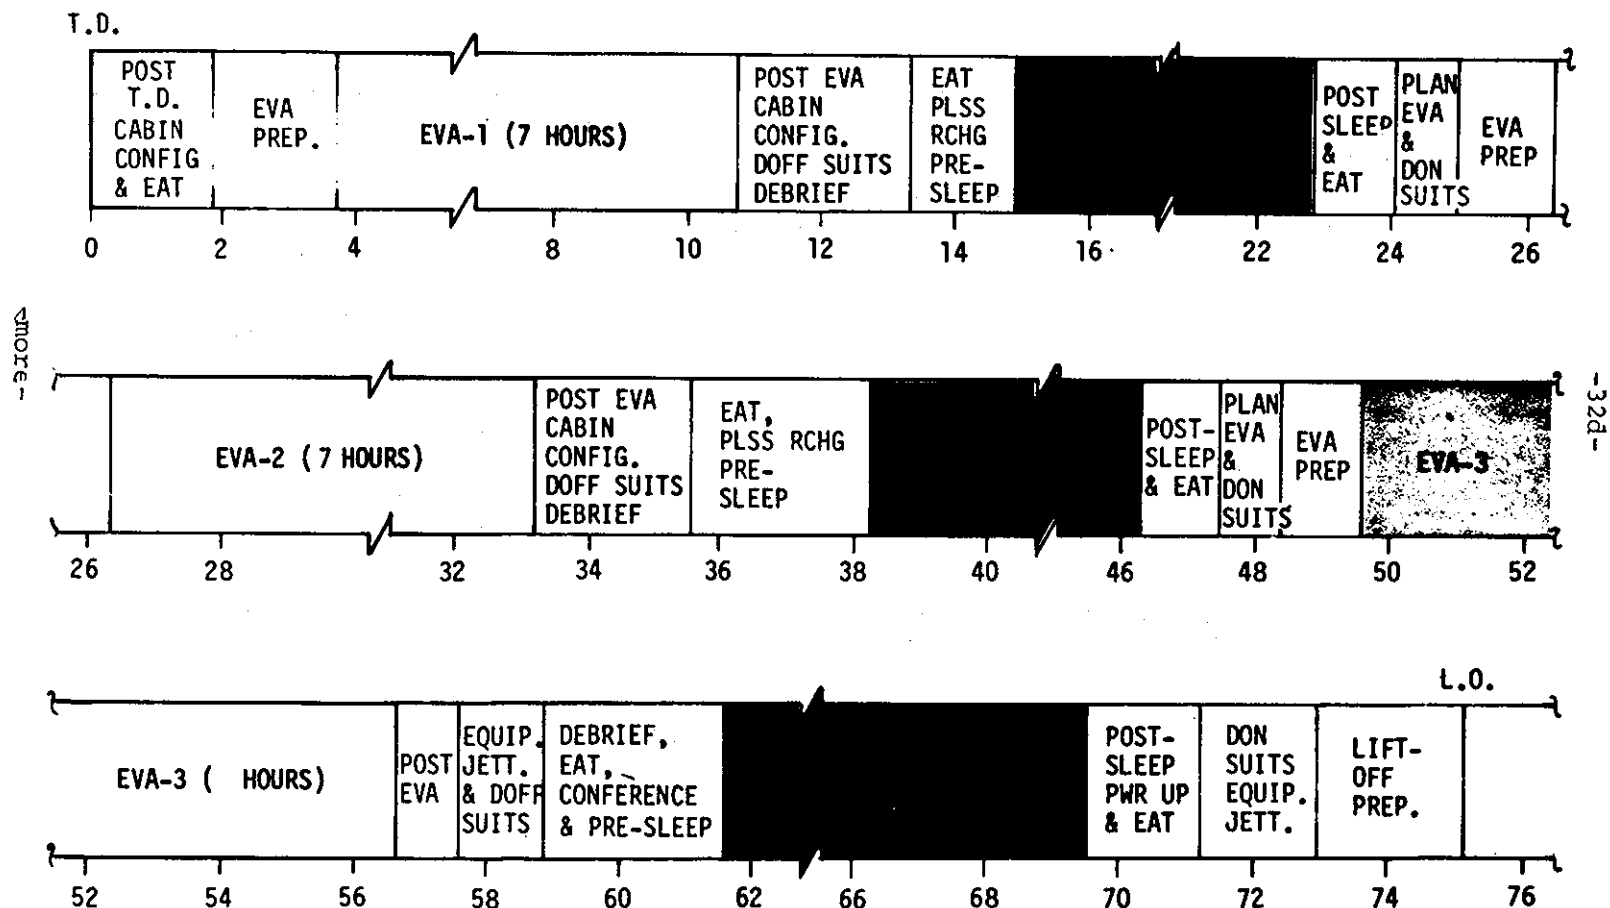 T.D.
POST
T.D.
CABIN
CONFIG
& EAT
EVA
PREP.
EVA-1 (7 HOURS)
POST EVA
CABIN
CONFIG.
DOFF SUITS
DEBRIEF
EAT
PLSS
RCHG
PRE-
SLEEP
POST
SLEEP
&
EAT
PLAN
EVA
&
DON
SUITS
EVA
PREP
0 2 4 8 10 12 14 16 22 24 26
-more-
EVA-2 (7 HOURS)
POST EVA
CABIN
CONFIG.
DOFF SUITS
DEBRIEF
EAT,
PLSS RCHG
PRE-
SLEEP
POST-
SLEEP
& EAT
PLAN
EVA
&
DON
SUITS
EVA
PREP
EVA-3
-32d-
26 28 32 34 36 38 40 46 48 50 52
L.O.
EVA-3 ( HOURS)
POST
EVA
EQUIP.
JETT.
& DOFF
SUITS
DEBRIEF,
EAT,
CONFERENCE
& PRE-SLEEP
POST-
SLEEP
PWR UP
& EAT
DON
SUITS
EQUIP.
JETT.
LIFT-
OFF
PREP.
52 54 56 58 60 62 66 68 70 72 74 76